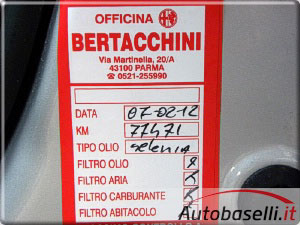 OFFICINA
BERTACCHINI
Via Martinella, 20/A
43100 PARMA
☎ 0521-255990
DATA 07-02-12
KM 77471
TIPO OLIO selenia
FILTRO OLIO x
FILTRO ARIA x
FILTRO CARBURANTE x
FILTRO ABITACOLO
Autobaselli.it